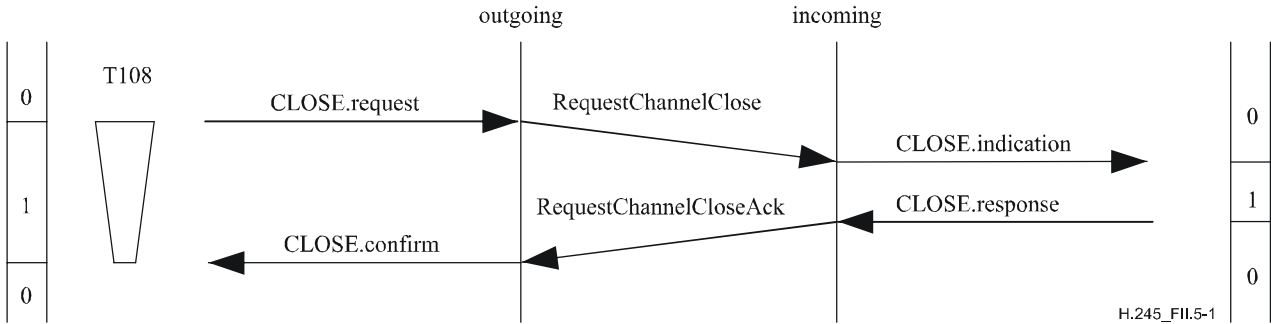 outgoing incoming
T108
0 CLOSE.request RequestChannelClose 0
CLOSE.indication
1 RequestChannelCloseAck CLOSE.response 1
CLOSE.confirm
0 0
H.245_FII.5-1